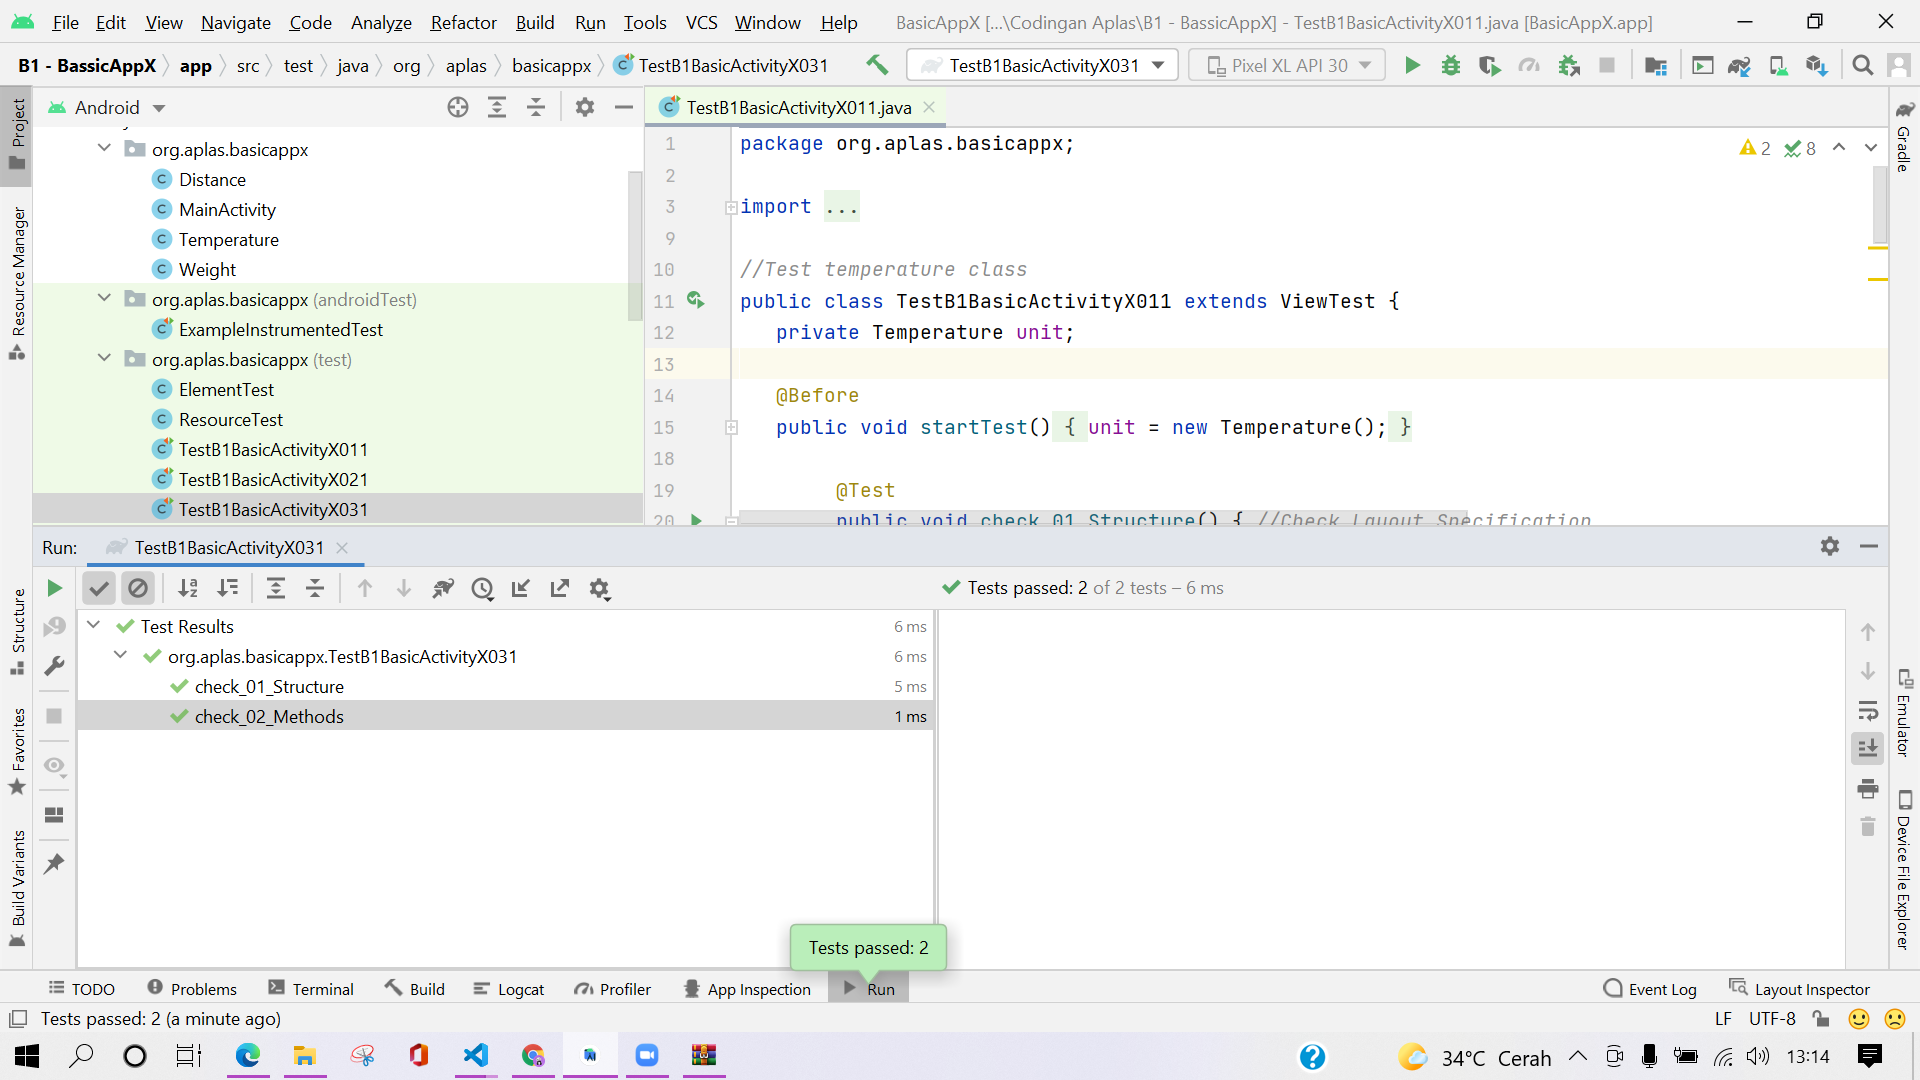 File Edit View Navigate Code Analyze Refactor Build Run Tools VCS Window Help BasicAppX [...\Codingan Aplas\B1 - BassicAppX] - TestB1BasicActivityX011.java [BasicAppX.app]
B1 - BassicAppX app src test java org aplas basicappx TestB1BasicActivityX031 TestB1BasicActivityX031 Pixel XL API 30
Project
Resource Manager
Structure
Favorites
Build Variants
Android
org.aplas.basicappx
Distance
MainActivity
Temperature
Weight
org.aplas.basicappx (androidTest)
ExampleInstrumentedTest
org.aplas.basicappx (test)
ElementTest
ResourceTest
TestB1BasicActivityX011
TestB1BasicActivityX021
TestB1BasicActivityX031
TestB1BasicActivityX011.java
2 8
1 package org.aplas.basicappx;
2
3 import ...
9
10 //Test temperature class
11 public class TestB1BasicActivityX011 extends ViewTest {
12 private Temperature unit;
13
14 @Before
15 public void startTest() { unit = new Temperature(); }
18
19 @Test
20 public void check_01_Structure() { //Check Layout Specification
Gradle
Emulator
Device File Explorer
Run: TestB1BasicActivityX031
Tests passed: 2 of 2 tests – 6 ms
Test Results 6 ms
org.aplas.basicappx.TestB1BasicActivityX031 6 ms
check_01_Structure 5 ms
check_02_Methods 1 ms
Tests passed: 2
TODO Problems Terminal Build Logcat Profiler App Inspection Run Event Log Layout Inspector
Tests passed: 2 (a minute ago) LF UTF-8
34°C Cerah 13:14